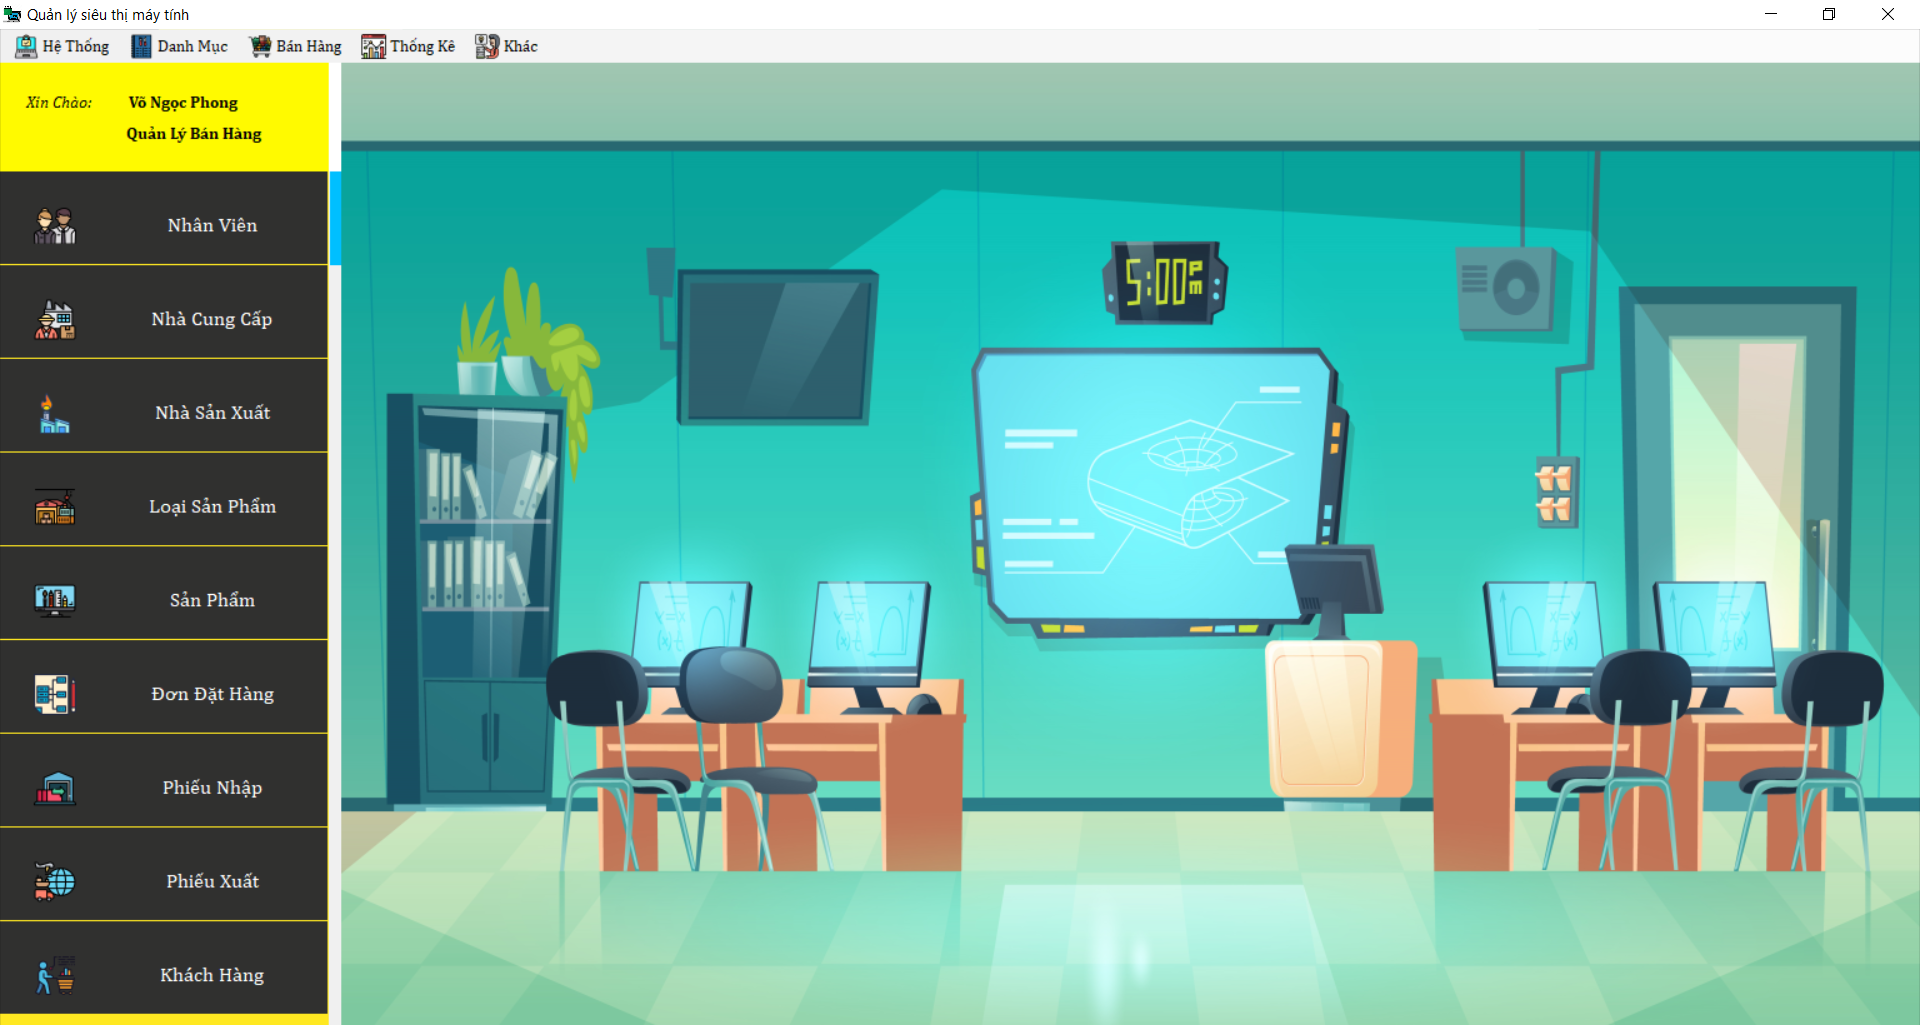 Quản lý siêu thị máy tính
Hệ Thống Danh Mục Bán Hàng Thống Kê Khác
Xin Chào: Võ Ngọc Phong
Quản Lý Bán Hàng
Nhân Viên
Nhà Cung Cấp
Nhà Sản Xuất
Loại Sản Phẩm
Sản Phẩm
Đơn Đặt Hàng
Phiếu Nhập
Phiếu Xuất
Khách Hàng
5:00 pm